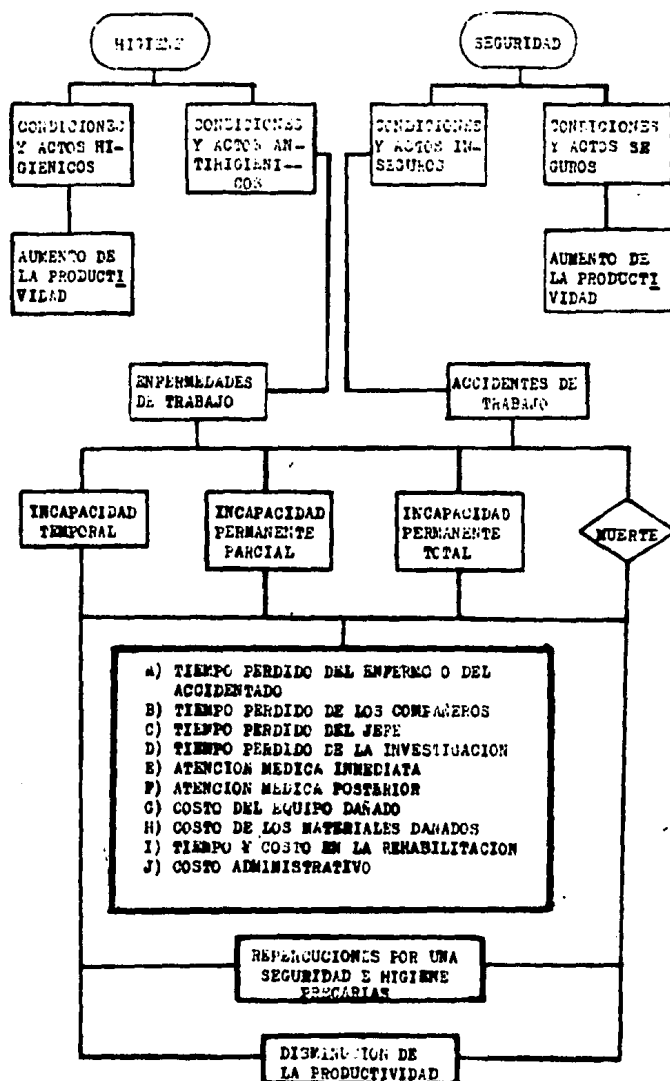 HIGIENE
SEGURIDAD
CONDICIONES
Y ACTOS HI-
GIENICOS
CONDICIONES
Y ACTOS AN-
TIHIGIENI--
COS
CONDICIONES
Y ACTOS IN-
SEGUROS
CONDICIONES
Y ACTOS SE
GUROS
AUMENTO DE
LA PRODUCTI
VIDAD
AUMENTO DE
LA PRODUCTI
VIDAD
ENFERMEDADES
DE TRABAJO
ACCIDENTES DE
TRABAJO
INCAPACIDAD
TEMPORAL
INCAPACIDAD
PERMANENTE
PARCIAL
INCAPACIDAD
PERMANENTE
TOTAL
MUERTE
A) TIEMPO PERDIDO DEL ENFERMO O DEL
ACCIDENTADO
B) TIEMPO PERDIDO DE LOS COMPAÑEROS
C) TIEMPO PERDIDO DEL JEFE
D) TIEMPO PERDIDO DE LA INVESTIGACION
E) ATENCION MEDICA INMEDIATA
F) ATENCION MEDICA POSTERIOR
G) COSTO DEL EQUIPO DAÑADO
H) COSTO DE LOS MATERIALES DAÑADOS
I) TIEMPO Y COSTO EN LA REHABILITACION
J) COSTO ADMINISTRATIVO
REPERCUCIONES POR UNA
SEGURIDAD E HIGIENE
PRECARIAS
DISMINUCION DE
LA PRODUCTIVIDAD